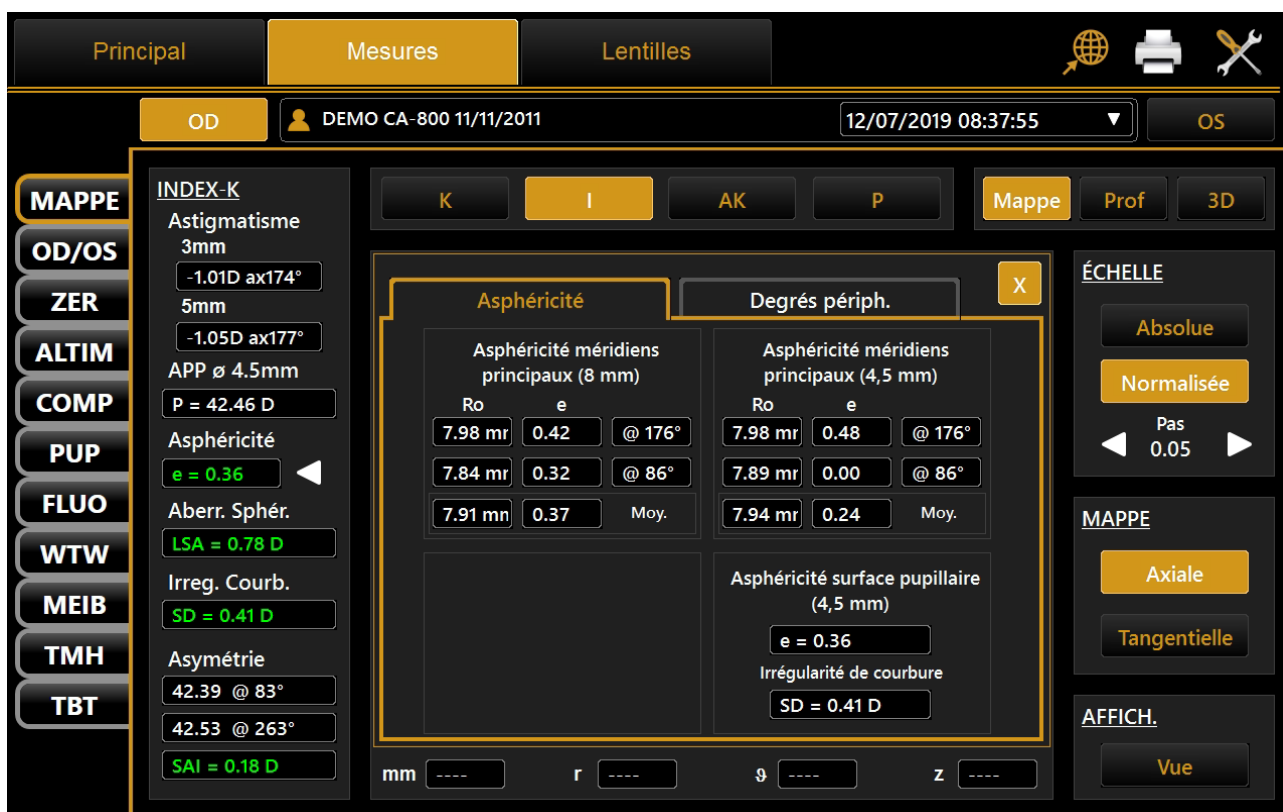 Principal Mesures Lentilles
OD DEMO CA-800 11/11/2011 12/07/2019 08:37:55 ▼ OS
MAPPE
OD/OS
ZER
ALTIM
COMP
PUP
FLUO
WTW
MEIB
TMH
TBT
INDEX-K
Astigmatisme
3mm
-1.01D ax174°
5mm
-1.05D ax177°
APP ø 4.5mm
P = 42.46 D
Asphéricité
e = 0.36
Aberr. Sphér.
LSA = 0.78 D
Irreg. Courb.
SD = 0.41 D
Asymétrie
42.39 @ 83°
42.53 @ 263°
SAI = 0.18 D
K I AK P
Mappe Prof 3D
Asphéricité Degrés périph. X
Asphéricité méridiens
principaux (8 mm)
Ro e
7.98 mr 0.42 @ 176°
7.84 mr 0.32 @ 86°
7.91 mn 0.37 Moy.
Asphéricité méridiens
principaux (4,5 mm)
Ro e
7.98 mr 0.48 @ 176°
7.89 mr 0.00 @ 86°
7.94 mr 0.24 Moy.
Asphéricité surface pupillaire
(4,5 mm)
e = 0.36
Irrégularité de courbure
SD = 0.41 D
mm ---- r ---- ϑ ---- z ----
ÉCHELLE
Absolue
Normalisée
Pas
0.05
MAPPE
Axiale
Tangentielle
AFFICH.
Vue